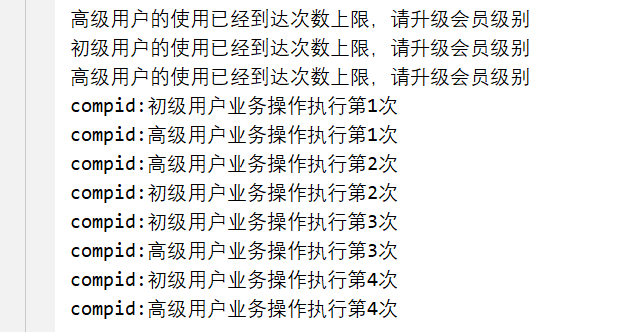 高级用户的使用已经到达次数上限，请升级会员级别
初级用户的使用已经到达次数上限，请升级会员级别
高级用户的使用已经到达次数上限，请升级会员级别
compid:初级用户业务操作执行第1次
compid:高级用户业务操作执行第1次
compid:高级用户业务操作执行第2次
compid:初级用户业务操作执行第2次
compid:初级用户业务操作执行第3次
compid:高级用户业务操作执行第3次
compid:初级用户业务操作执行第4次
compid:高级用户业务操作执行第4次